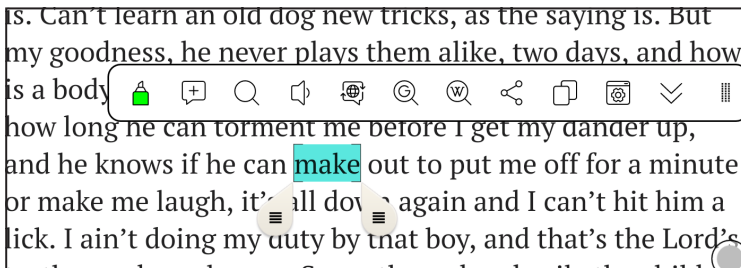 is. Can't learn an old dog new tricks, as the saying is. But
my goodness, he never plays them alike, two days, and how
is a body
how long he can torment me before I get my dander up,
and he knows if he can make out to put me off for a minute
or make me laugh, it's all down again and I can't hit him a
lick. I ain't doing my duty by that boy, and that's the Lord's